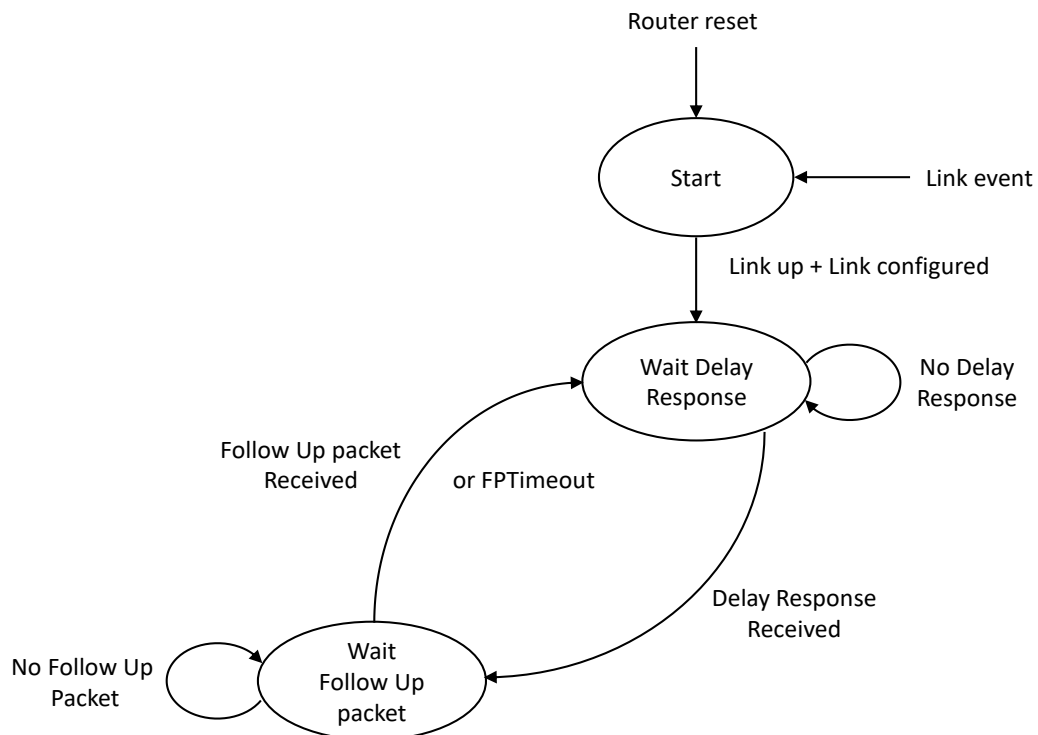 Router reset
Start
Link event
Link up + Link configured
Wait Delay
Response
No Delay
Response
Follow Up packet
Received
or FPTimeout
Delay Response
Received
Wait
Follow Up
packet
No Follow Up
Packet